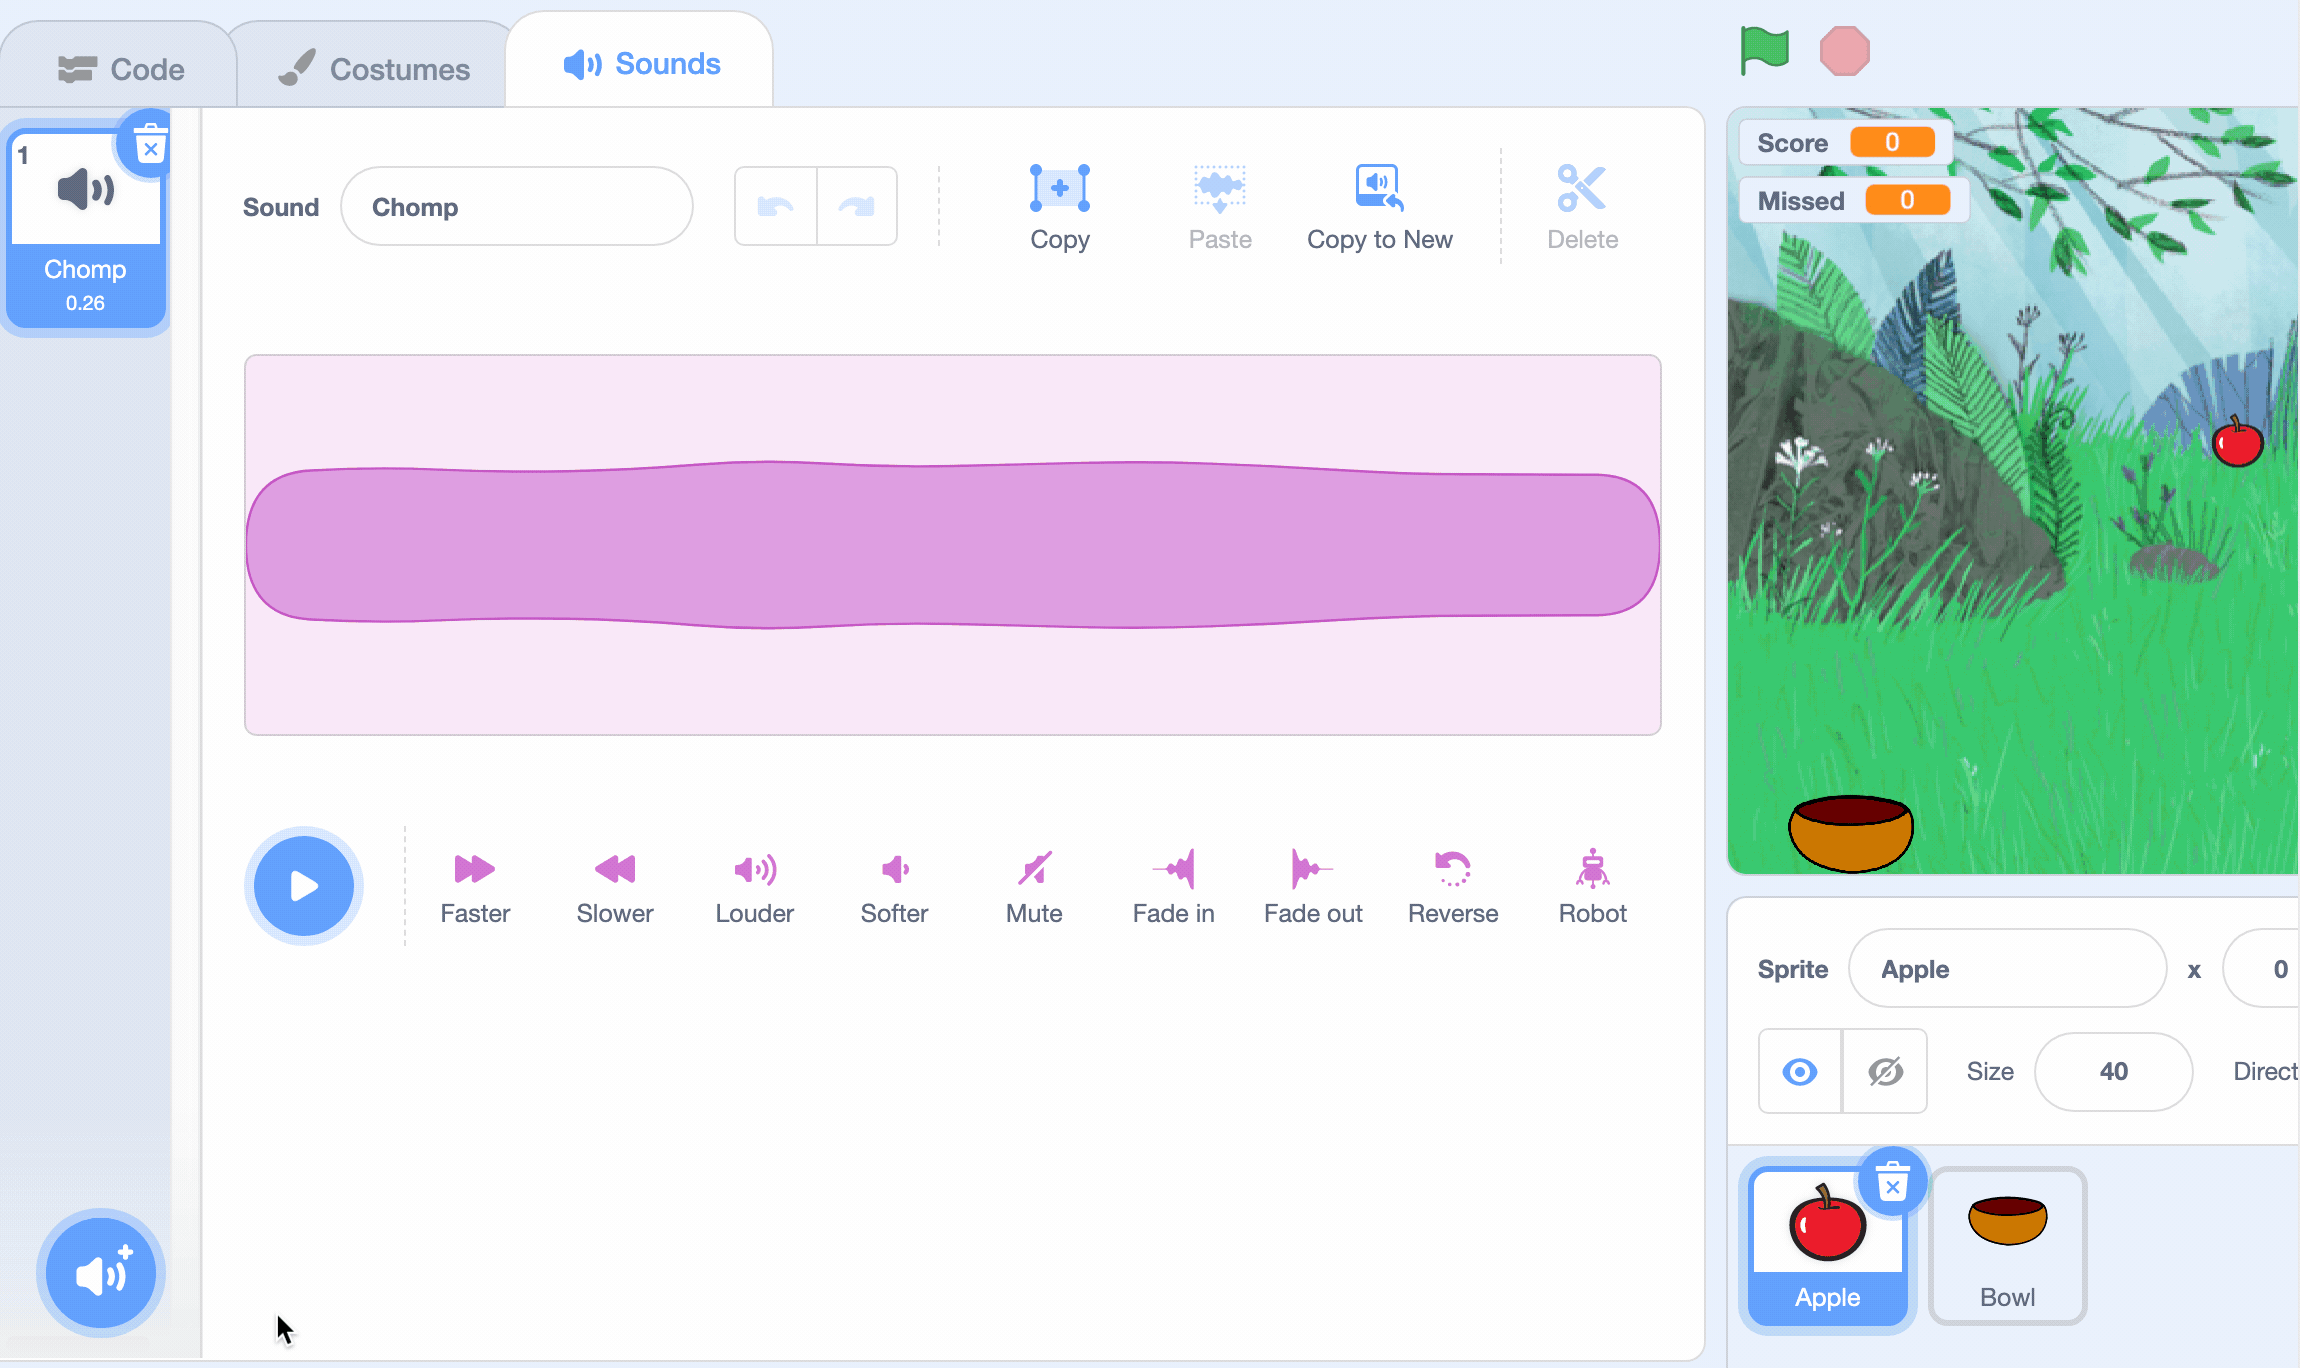 Code
Costumes
Sounds
1
Chomp
0.26
Sound
Chomp
Copy
Paste
Copy to New
Delete
Faster
Slower
Louder
Softer
Mute
Fade in
Fade out
Reverse
Robot
Score 0
Missed 0
Sprite
Apple
x
0
Size
40
Direct
Apple
Bowl